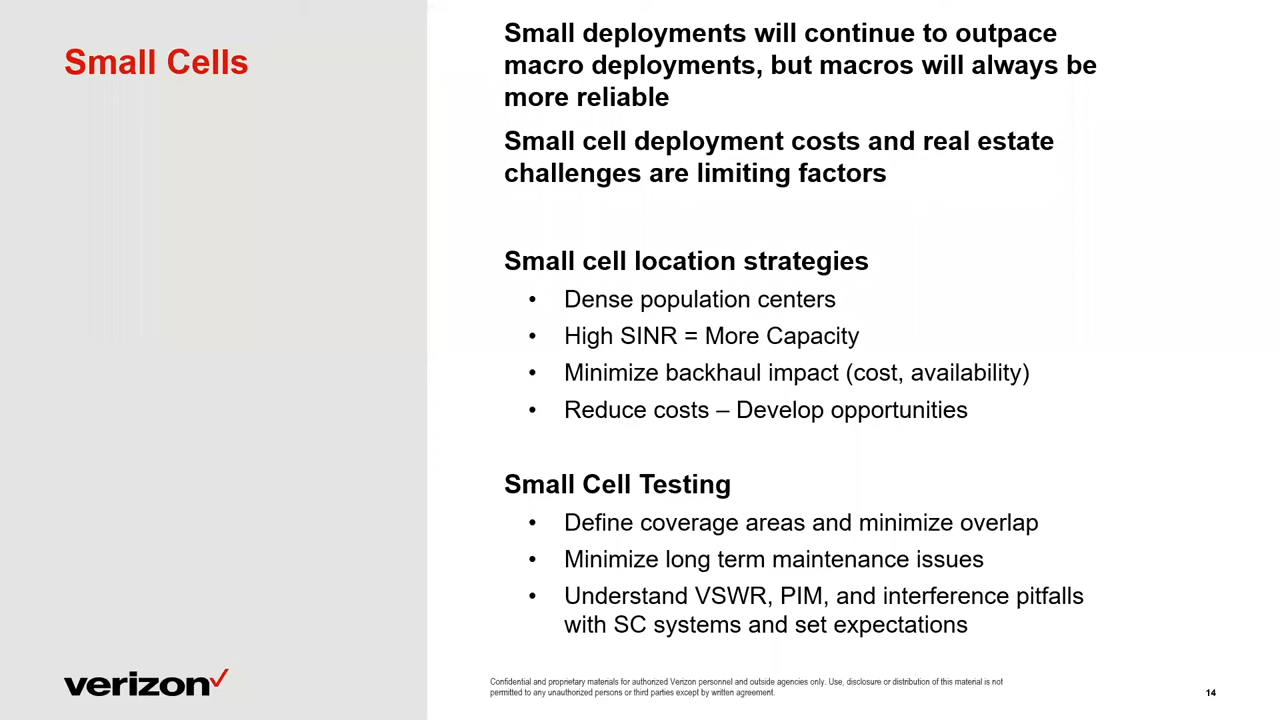 Small Cells
Small deployments will continue to outpace
macro deployments, but macros will always be
more reliable
Small cell deployment costs and real estate
challenges are limiting factors
Small cell location strategies
• Dense population centers
• High SINR = More Capacity
• Minimize backhaul impact (cost, availability)
• Reduce costs – Develop opportunities
Small Cell Testing
• Define coverage areas and minimize overlap
• Minimize long term maintenance issues
• Understand VSWR, PIM, and interference pitfalls
with SC systems and set expectations
verizon
Confidential and proprietary materials for authorized Verizon personnel and outside agencies only. Use, disclosure or distribution of this material is not
permitted to any unauthorized persons or third parties except by written agreement.
14